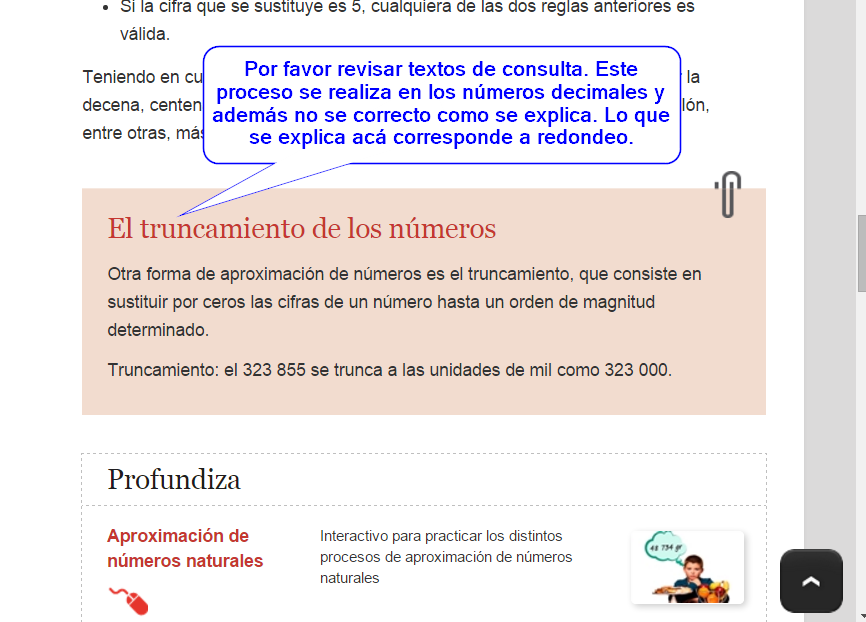 Si la cifra que se sustituye es 5, cualquiera de las dos reglas anteriores es
válida.
Por favor revisar textos de consulta. Este
proceso se realiza en los números decimales y
además no se correcto como se explica. Lo que
se explica acá corresponde a redondeo.
Teniendo en la
decena, lón,
entre otras,
El truncamiento de los números
Otra forma de aproximación de números es el truncamiento, que consiste en
sustituir por ceros las cifras de un número hasta un orden de magnitud
determinado.
Truncamiento: el 323 855 se trunca a las unidades de mil como 323 000.
Profundiza
Aproximación de
números naturales
Interactivo para practicar los distintos
procesos de aproximación de números
naturales